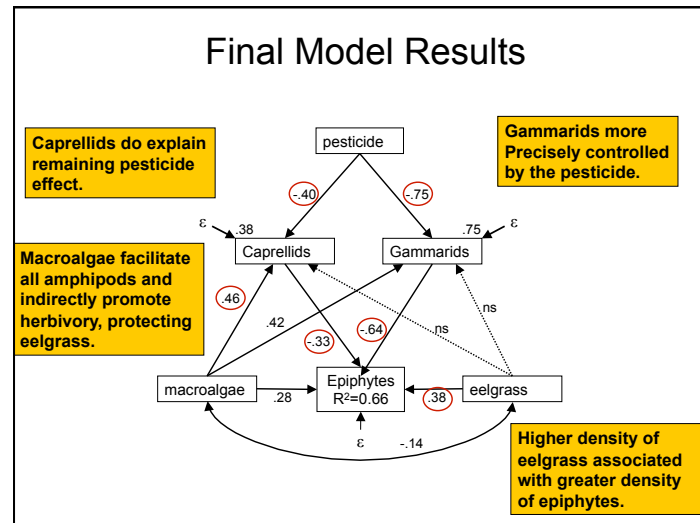 Final Model Results
Caprellids do explain
remaining pesticide
effect.
pesticide
Gammarids more
Precisely controlled
by the pesticide.
-.40
-.75
ε
.38
.75
ε
Caprellids
Gammarids
Macroalgae facilitate
all amphipods and
indirectly promote
herbivory, protecting
eelgrass.
.46
.42
-.33
-.64
ns
ns
macroalgae
.28
Epiphytes
R²=0.66
.38
eelgrass
ε
-.14
Higher density of
eelgrass associated
with greater density
of epiphytes.